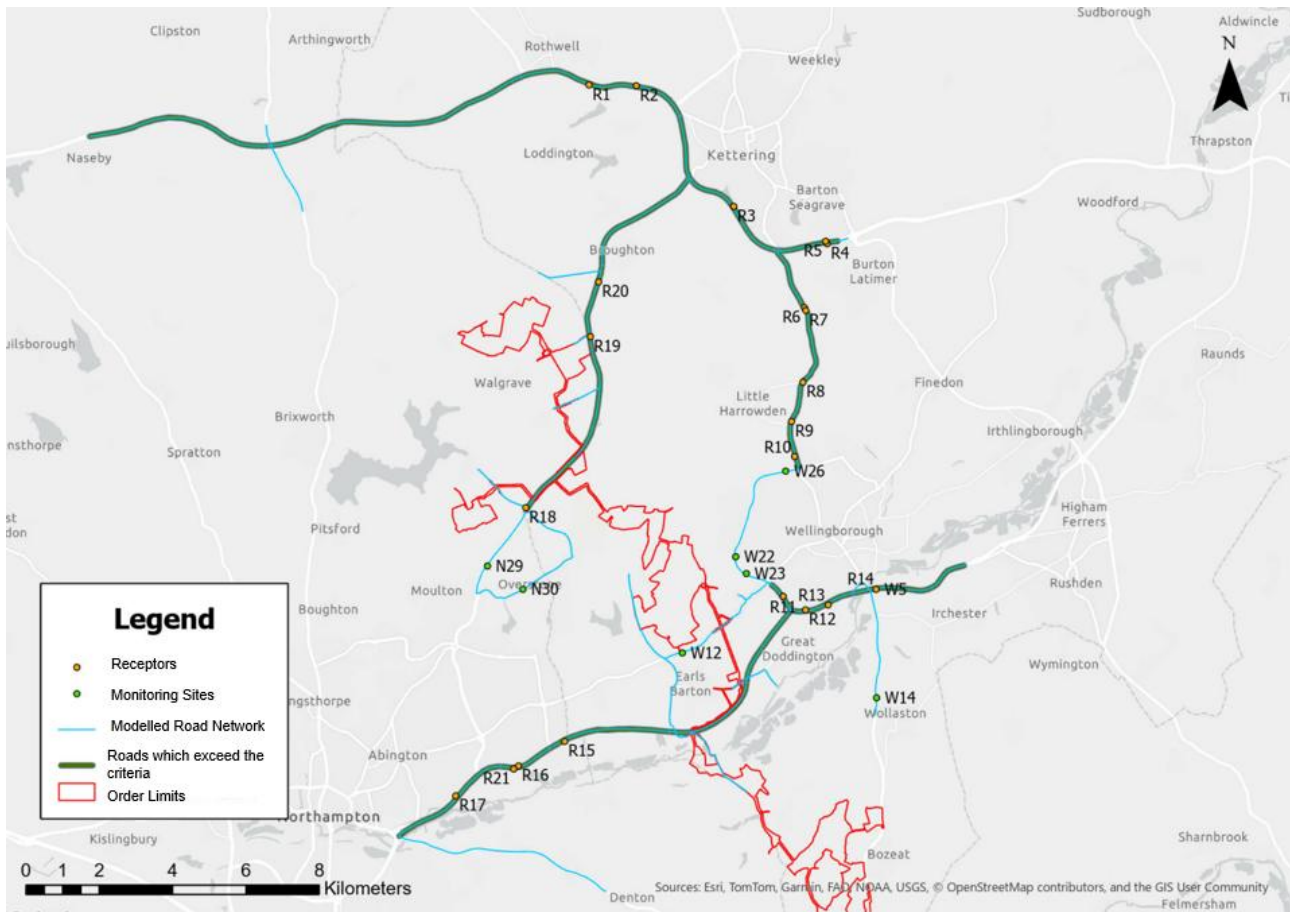 Sudborough
Clipston
Aldwincle
Arthingworth
Rothwell
Weekley
N
R1
R2
Thrapston
Naseby
Loddington
Kettering
Barton
Seagrave
Woodford
R3
R5
R4
Broughton
Burton
Latimer
R20
R6
R7
R19
Raunds
Walgrave
Little
Harrowden
R8
Finedon
Brixworth
R9
Irthlingborough
Spratton
R10
W26
R18
Higham
Ferrers
Pitsford
Wellingborough
W22
N29
W23
Moulton
N30
R14
W5
Rushden
R13
R11
R12
Irchester
Boughton
Great
Doddington
W12
Wymington
Earls
Barton
W14
Wollaston
R15
Abington
R21
R16
R17
Legend
Receptors
Monitoring Sites
Modelled Road Network
Roads which exceed the
criteria
Order Limits
Kislingbury
Sharnbrook
Bozeat
0 1 2 4 6 8
Kilometers
Denton
Sources: Esri, TomTom, Garmin, FAO, NOAA, USGS, © OpenStreetMap contributors, and the GIS User Community
Felmersham